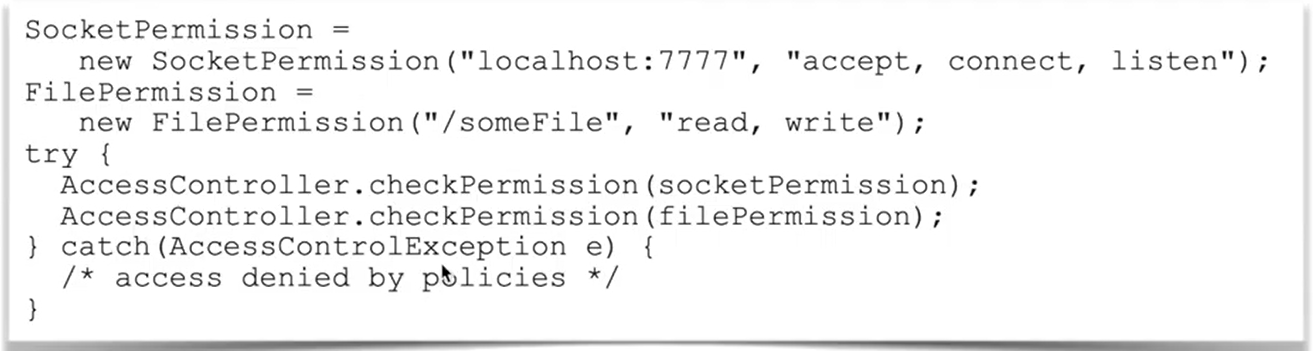 SocketPermission =
   new SocketPermission("localhost:7777", "accept, connect, listen");
FilePermission =
   new FilePermission("/someFile", "read, write");
try {
  AccessController.checkPermission(socketPermission);
  AccessController.checkPermission(filePermission);
} catch(AccessControlException e) {
  /* access denied by policies */
}